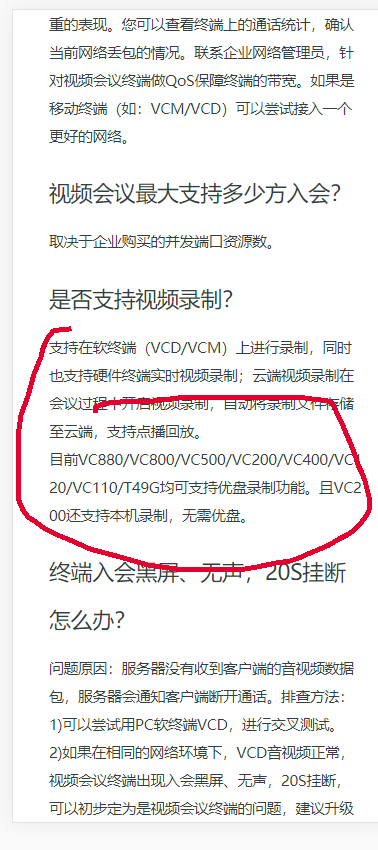 重的表现。您可以查看终端上的通话统计，确认
当前网络丢包的情况。联系企业网络管理员，针
对视频会议终端做QoS保障终端的带宽。如果是
移动终端（如：VCM/VCD）可以尝试接入一个
更好的网络。
视频会议最大支持多少方入会？
取决于企业购买的并发端口资源数。
是否支持视频录制？
支持在软终端（VCD/VCM）上进行录制，同时
也支持硬件终端实时视频录制；云端视频录制在
会议过程中开启视频录制，自动将录制文件存储
至云端，支持点播回放。
目前VC880/VC800/VC500/VC200/VC400/VC1
20/VC110/T49G均可支持优盘录制功能。且VC2
00还支持本机录制，无需优盘。
终端入会黑屏、无声，20S挂断
怎么办？
问题原因：服务器没有收到客户端的音视频数据
包，服务器会通知客户端断开通话。排查方法：
1)可以尝试用PC软终端VCD，进行交叉测试。
2)如果在相同的网络环境下，VCD音视频正常，
视频会议终端出现入会黑屏、无声，20S挂断，
可以初步定为是视频会议终端的问题，建议升级